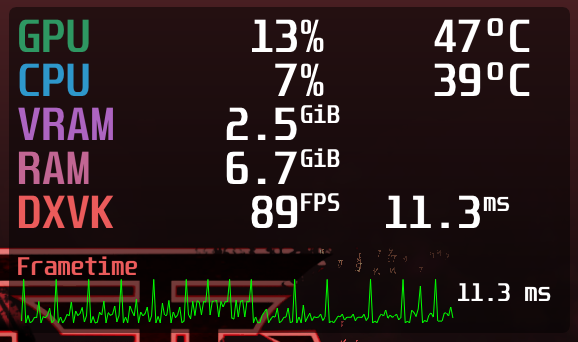 GPU 13% 47°C
CPU 7% 39°C
VRAM 2.5GiB
RAM 6.7GiB
DXVK 89FPS 11.3ms
Frametime
11.3 ms